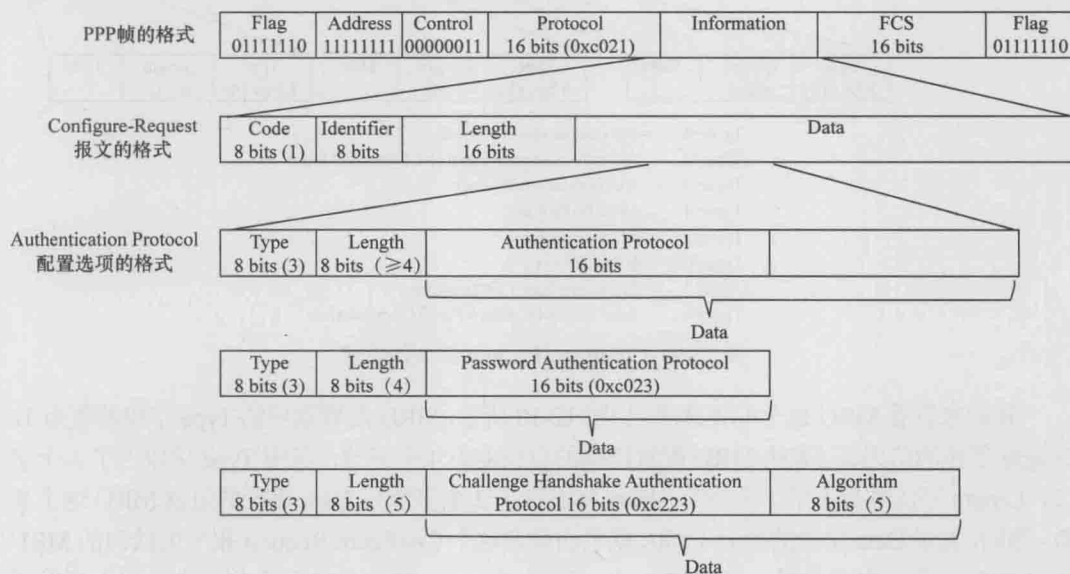 PPP帧的格式
Flag Address Control Protocol Information FCS Flag
01111110 11111111 00000011 16 bits (0xc021) 16 bits 01111110
Configure-Request
报文的格式
Code Identifier Length Data
8 bits (1) 8 bits 16 bits
Authentication Protocol
配置选项的格式
Type Length Authentication Protocol
8 bits (3) 8 bits (≥4) 16 bits
Data
Type Length Password Authentication Protocol
8 bits (3) 8 bits (4) 16 bits (0xc023)
Data
Type Length Challenge Handshake Authentication Algorithm
8 bits (3) 8 bits (5) Protocol 16 bits (0xc223) 8 bits (5)
Data